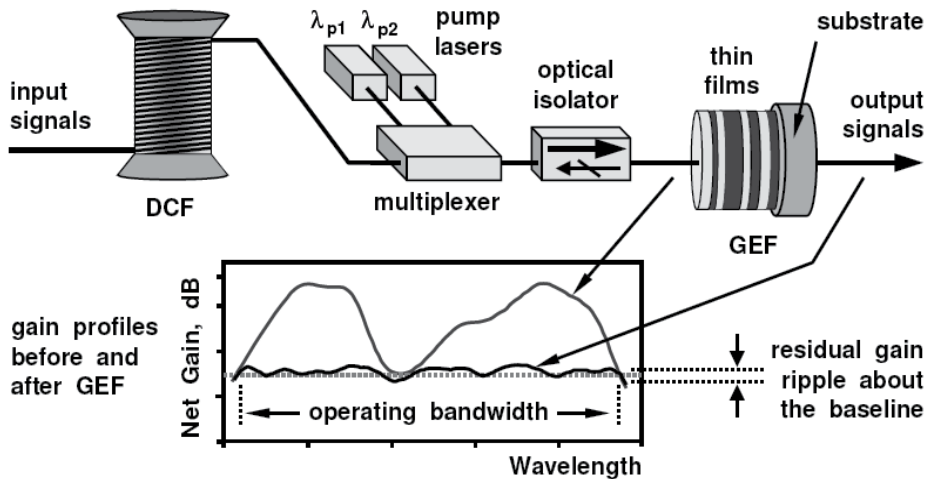 input
signals
DCF
λp1 λp2
pump
lasers
multiplexer
optical
isolator
thin
films
substrate
output
signals
GEF
gain profiles
before and
after GEF
Net Gain, dB
operating bandwidth
Wavelength
residual gain
ripple about
the baseline